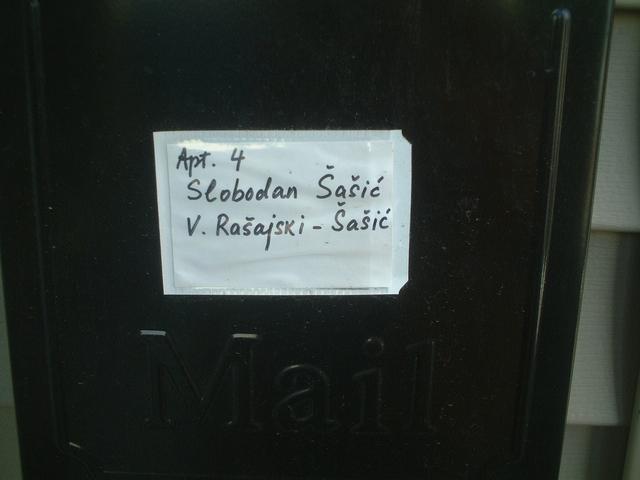 Apt. 4
Slobodan Šašić
V. Rašajski - Šašić
Mail